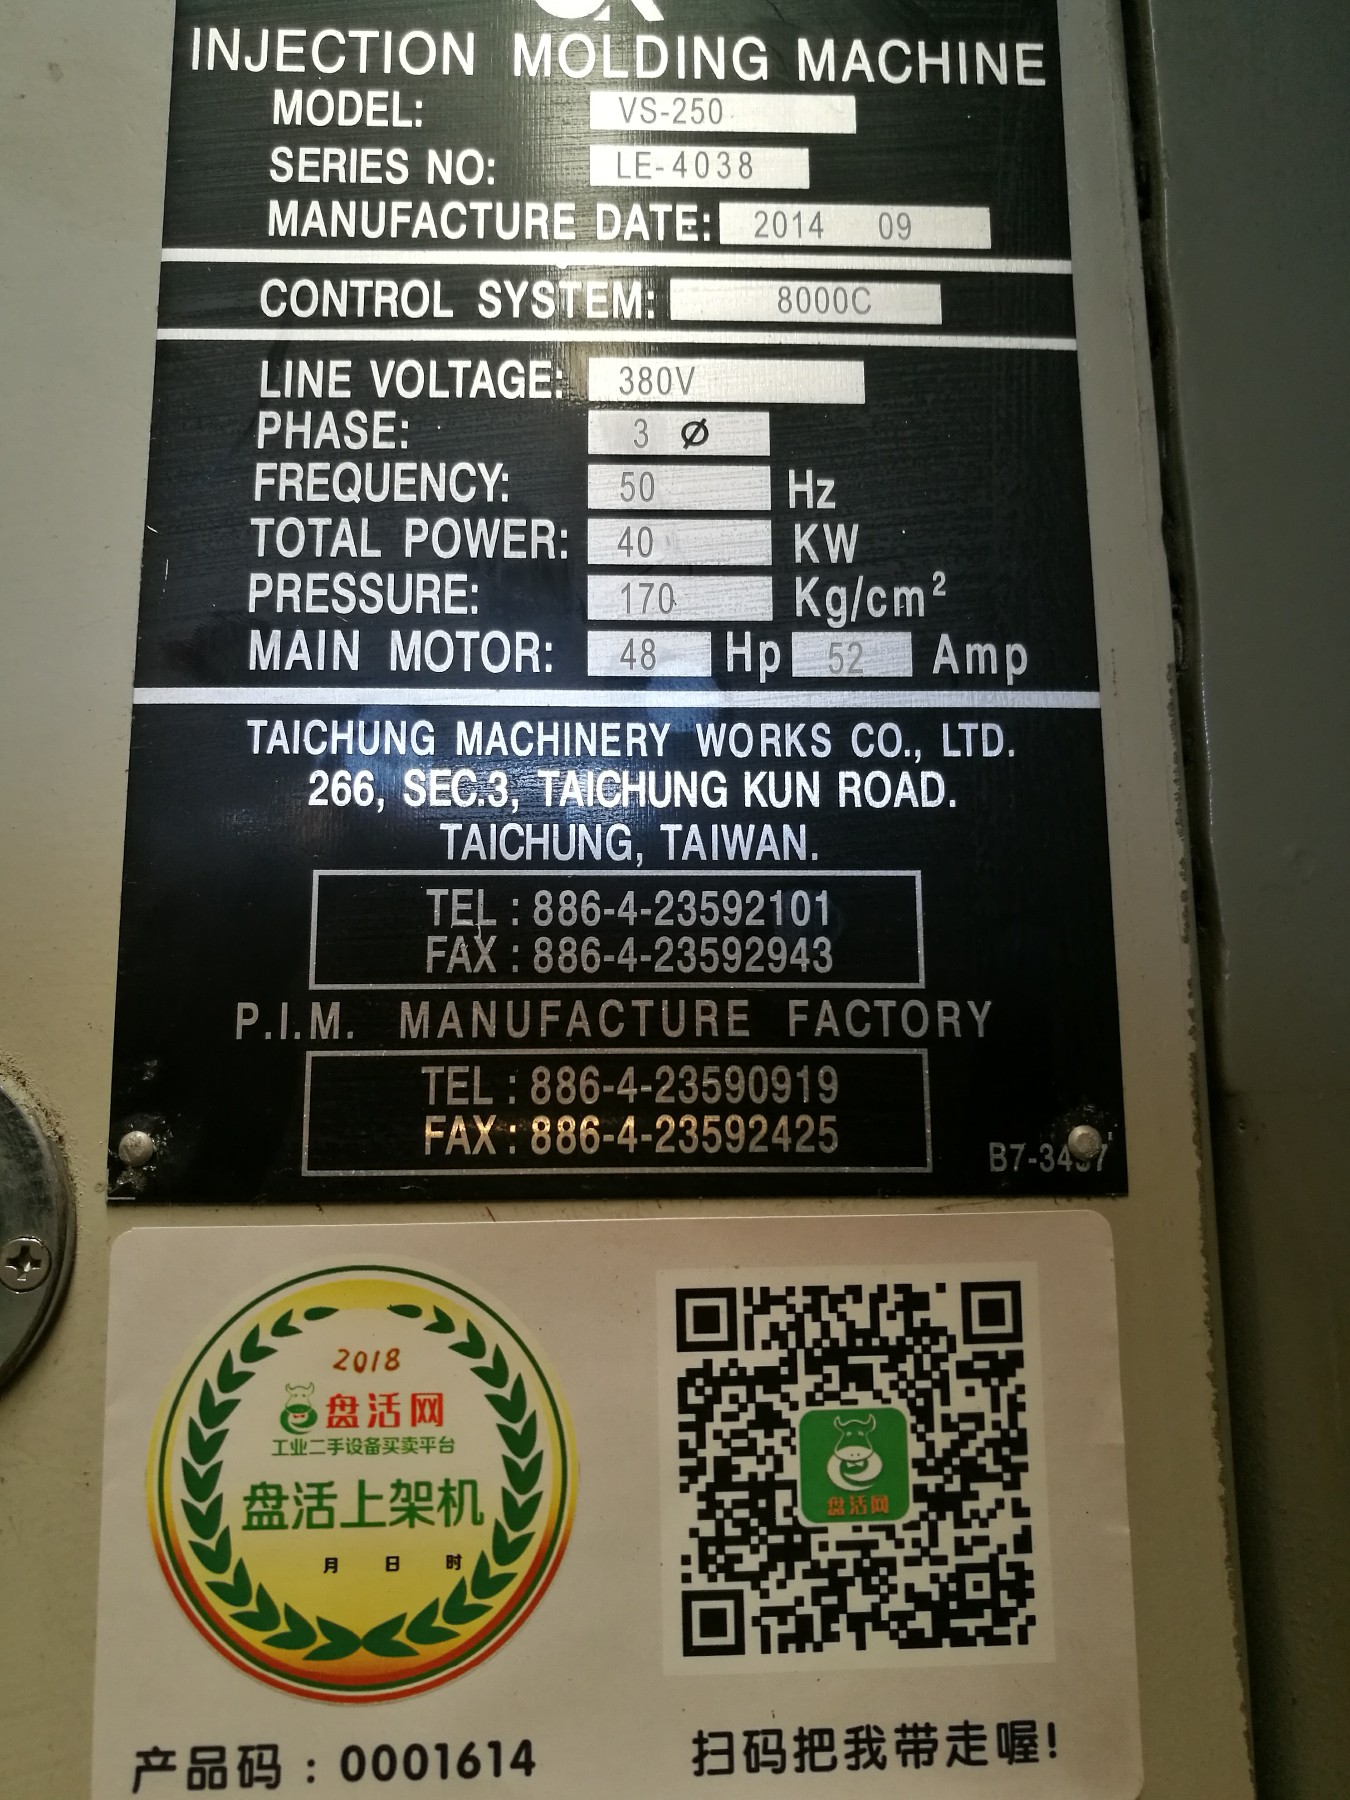 INJECTION MOLDING MACHINE
MODEL: VS-250
SERIES NO: LE-4038
MANUFACTURE DATE: 2014 09
CONTROL SYSTEM: 8000C
LINE VOLTAGE: 380V
PHASE: 3 Ø
FREQUENCY: 50 Hz
TOTAL POWER: 40 KW
PRESSURE: 170 Kg/cm²
MAIN MOTOR: 48 Hp 52 Amp
TAICHUNG MACHINERY WORKS CO., LTD.
266, SEC.3, TAICHUNG KUN ROAD.
TAICHUNG, TAIWAN.
TEL : 886-4-23592101
FAX : 886-4-23592943
P.I.M. MANUFACTURE FACTORY
TEL : 886-4-23590919
FAX : 886-4-23592425
2018
盘活网
工业二手设备买卖平台
盘活上架机
月 日 时
盘活网
产品码：0001614
扫码把我带走喔!